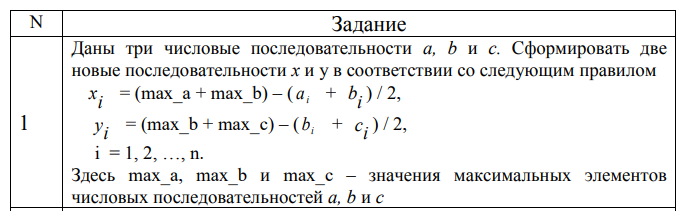 N Задание
1
Даны три числовые последовательности a, b и c. Сформировать две
новые последовательности x и y в соответствии со следующим правилом
x_i = (max_a + max_b) – ( a_i + b_i ) / 2,
y_i = (max_b + max_c) – ( b_i + c_i ) / 2,
i = 1, 2, …, n.
Здесь max_a, max_b и max_c – значения максимальных элементов
числовых последовательностей a, b и c